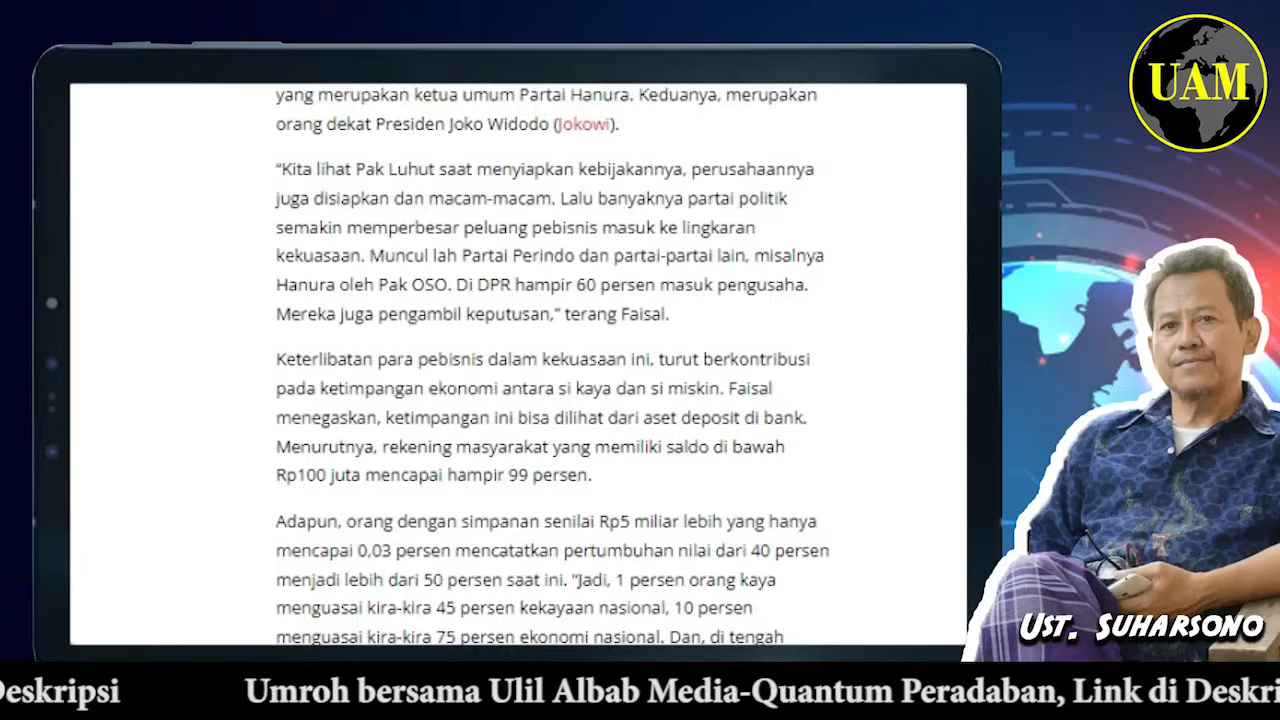 yang merupakan ketua umum Partai Hanura. Keduanya, merupakan
orang dekat Presiden Joko Widodo (Jokowi).
“Kita lihat Pak Luhut saat menyiapkan kebijakannya, perusahaannya
juga disiapkan dan macam-macam. Lalu banyaknya partai politik
semakin memperbesar peluang pebisnis masuk ke lingkaran
kekuasaan. Muncul lah Partai Perindo dan partai-partai lain, misalnya
Hanura oleh Pak OSO. Di DPR hampir 60 persen masuk pengusaha.
Mereka juga pengambil keputusan,” terang Faisal.
Keterlibatan para pebisnis dalam kekuasaan ini, turut berkontribusi
pada ketimpangan ekonomi antara si kaya dan si miskin. Faisal
menegaskan, ketimpangan ini bisa dilihat dari aset deposit di bank.
Menurutnya, rekening masyarakat yang memiliki saldo di bawah
Rp100 juta mencapai hampir 99 persen.
Adapun, orang dengan simpanan senilai Rp5 miliar lebih yang hanya
mencapai 0,03 persen mencatatkan pertumbuhan nilai dari 40 persen
menjadi lebih dari 50 persen saat ini. “Jadi, 1 persen orang kaya
menguasai kira-kira 45 persen kekayaan nasional, 10 persen
menguasai kira-kira 75 persen ekonomi nasional. Dan, di tengah
UAM
UST. SUHARSONO
Deskripsi Umroh bersama Ulil Albab Media-Quantum Peradaban, Link di Deskri